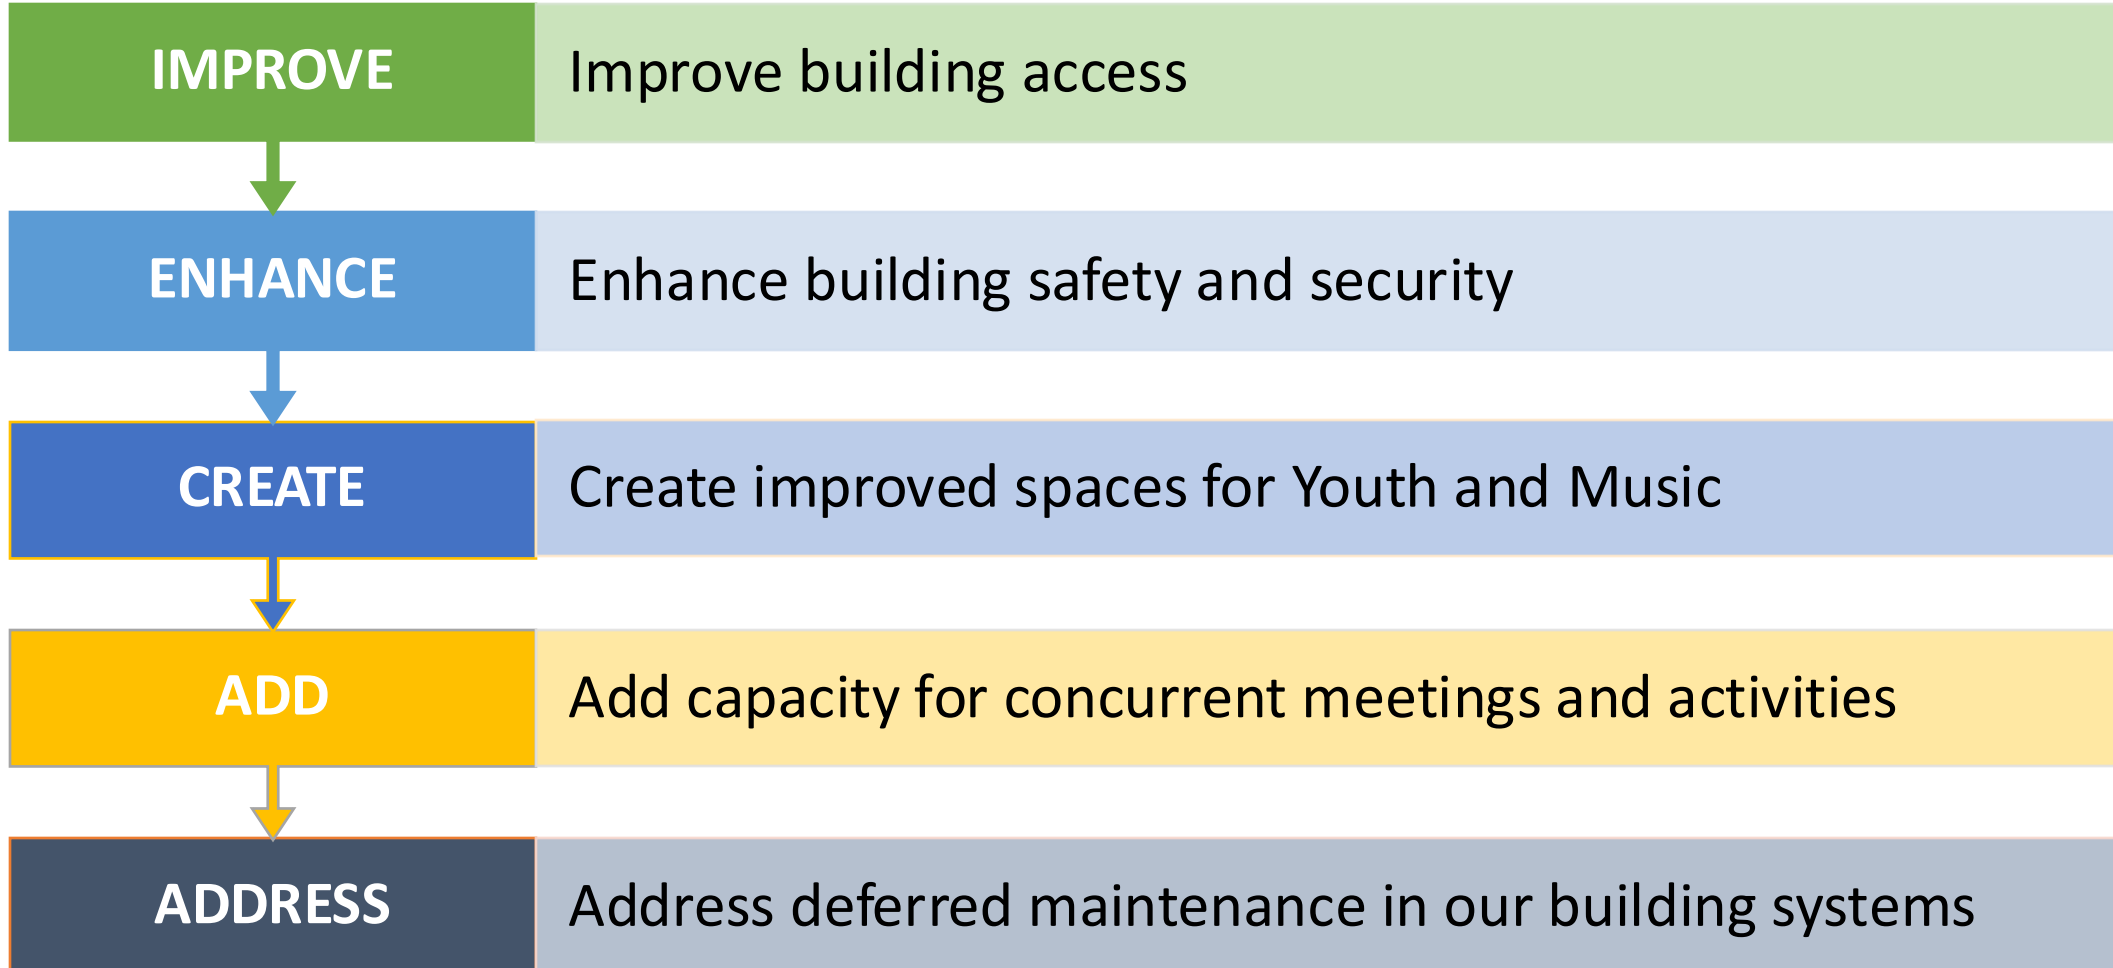 IMPROVE
Improve building access
ENHANCE
Enhance building safety and security
CREATE
Create improved spaces for Youth and Music
ADD
Add capacity for concurrent meetings and activities
ADDRESS
Address deferred maintenance in our building systems